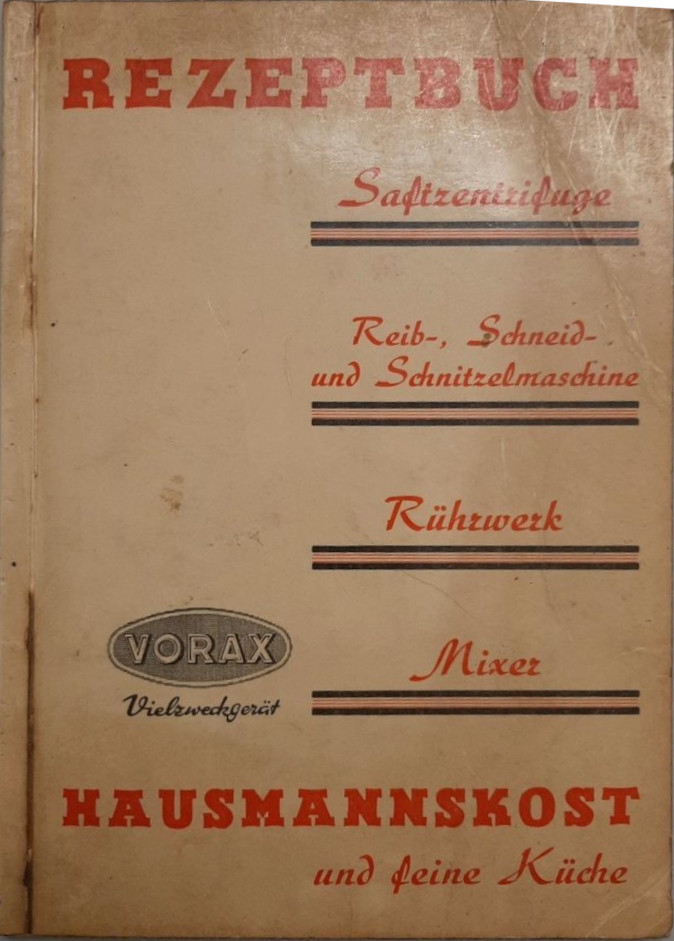 REZEPTBUCH
Saftzentrifuge
Reib-, Schneid-
und Schnitzelmaschine
Rührwerk
Mixer
VORAX
Vielzweckgerät
HAUSMANNSKOST
und feine Küche